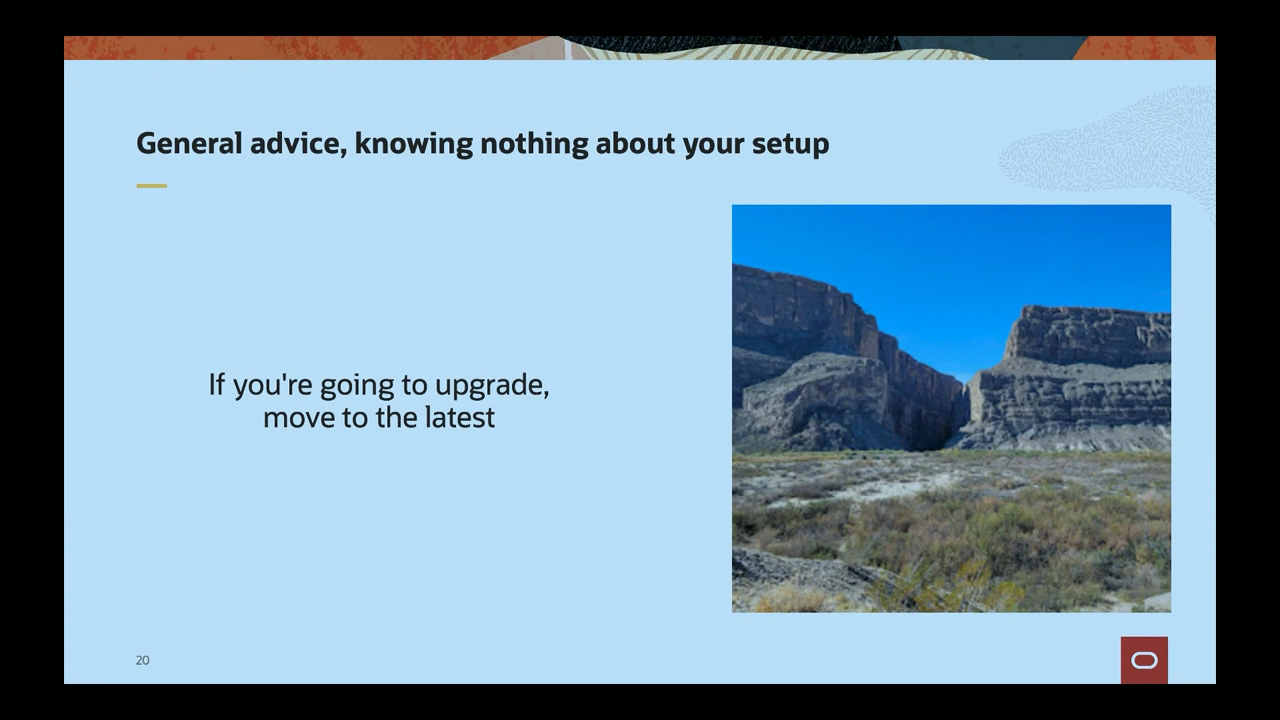 General advice, knowing nothing about your setup
If you're going to upgrade,
move to the latest
20